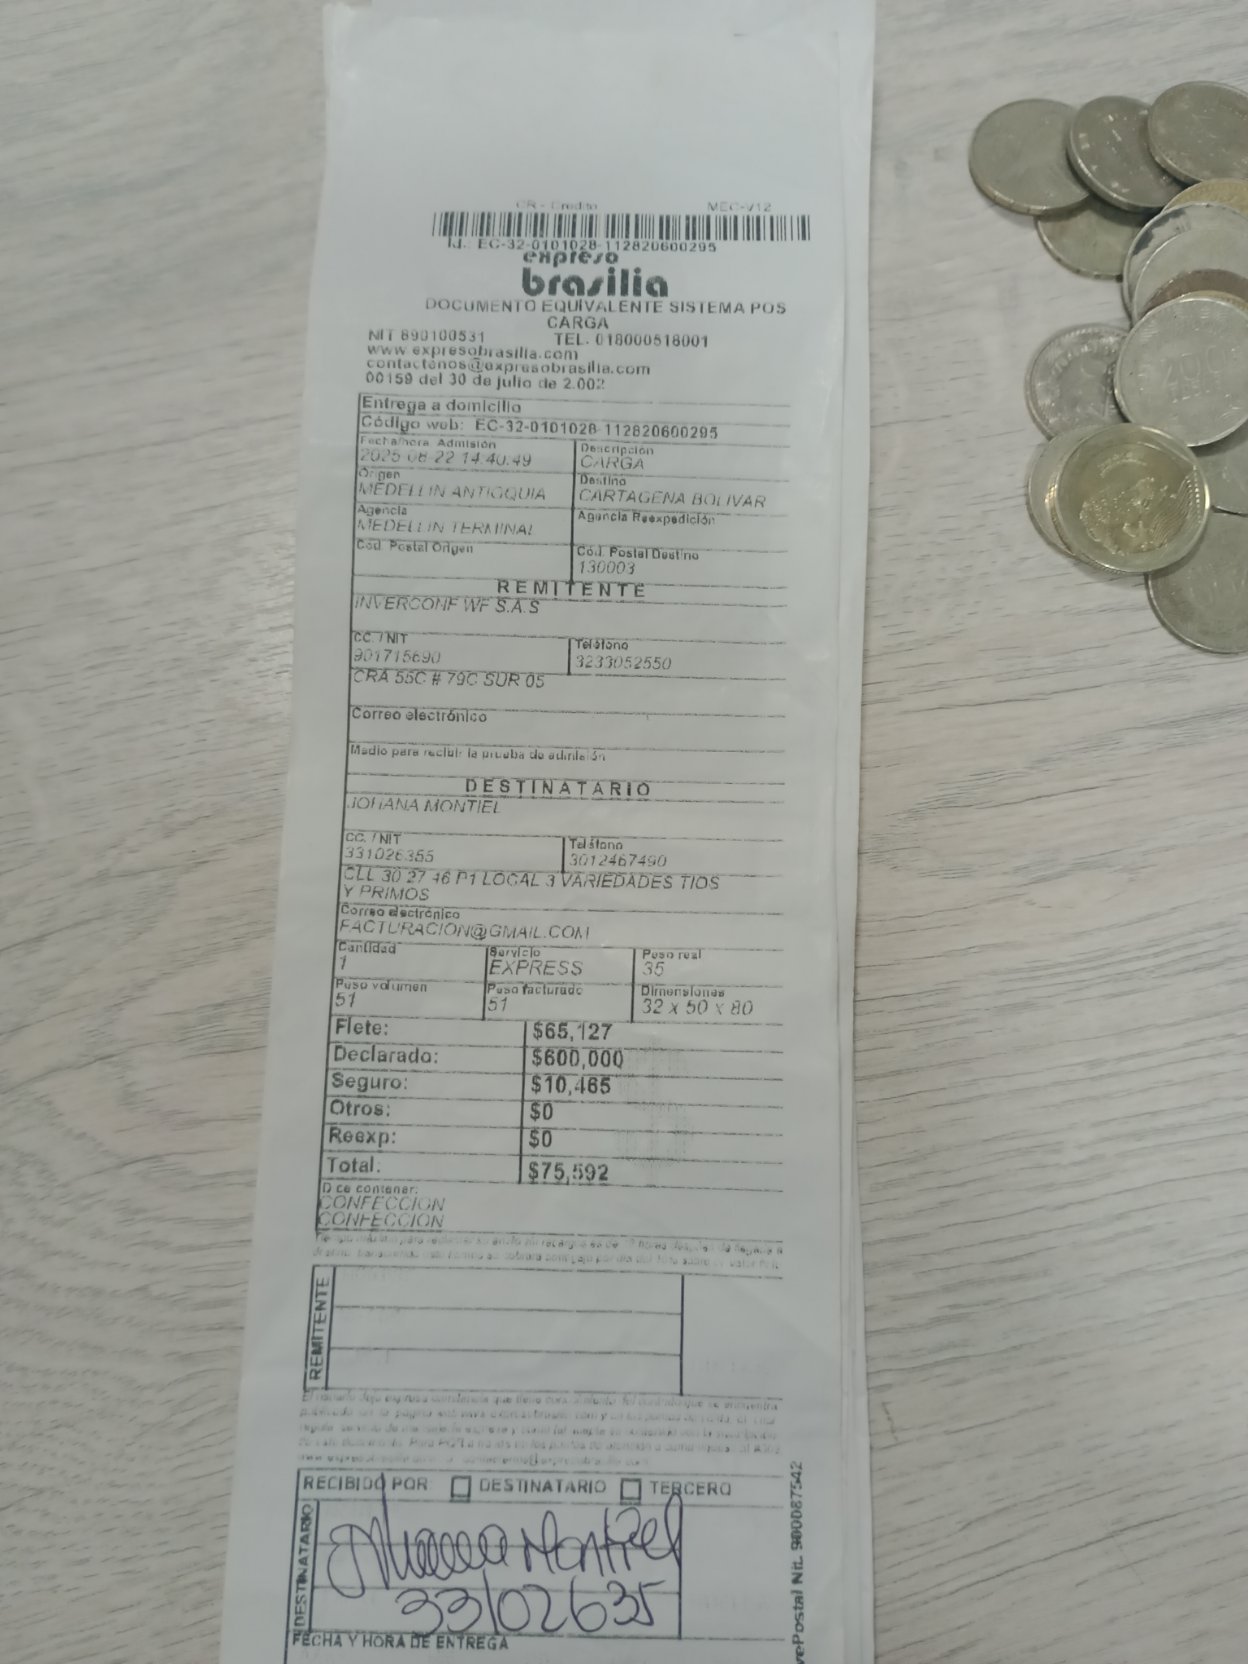 CR - Credito MEC-V12
Id.: EC-32-0101028-112820600295
expreso
brasilia
DOCUMENTO EQUIVALENTE SISTEMA POS
CARGA
NIT 890100531 TEL. 018000518001
www expresobrasilia.com
contactenos@expresobrasilia.com
00159 del 30 de julio de 2.002
Entrega a domicilio
Código web: EC-32-0101028-112820600295
Fecha/hora Admisión Descripción
2025 08 22 14:40:49 CARGA
Origen Destino
MEDELLIN ANTIOQUIA CARTAGENA BOLIVAR
Agencia Agencia Reexpedición
MEDELLIN TERMINAL
Cód. Postal Origen Cód. Postal Destino
130003
REMITENTE
INVERCONF WF S.A.S
CC. / NIT Teléfono
901715690 3233052550
CRA 55C # 79C SUR 05
Correo electrónico
Medio para recibir la prueba de admisión
DESTINATARIO
JOHANA MONTIEL
CC. / NIT Teléfono
331026355 3012467490
CLL 30 27 46 P1 LOCAL 3 VARIEDADES TIOS
Y PRIMOS
Correo electrónico
FACTURACION@GMAIL.COM
Cantidad Servicio Peso real
1 EXPRESS 35
Peso volumen Peso facturado Dimensiones
51 51 32 x 50 x 80
Flete: $65,127
Declarado: $600,000
Seguro: $10,465
Otros: $0
Reexp: $0
Total: $75,592
Dice contener:
CONFECCION
CONFECCION
REMITENTE
RECIBIDO POR DESTINATARIO TERCERO
DESTINATARIO
Montiel
33102635
FECHA Y HORA DE ENTREGA
vePostal Nit. 900087542
200